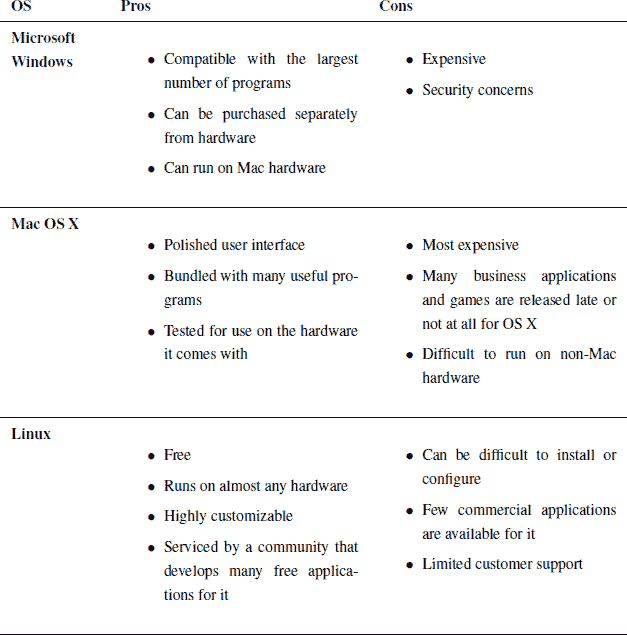 OS Pros Cons
Microsoft
Windows
• Compatible with the largest
number of programs
• Can be purchased separately
from hardware
• Can run on Mac hardware
• Expensive
• Security concerns
Mac OS X
• Polished user interface
• Bundled with many useful pro-
grams
• Tested for use on the hardware
it comes with
• Most expensive
• Many business applications
and games are released late or
not at all for OS X
• Difficult to run on non-Mac
hardware
Linux
• Free
• Runs on almost any hardware
• Highly customizable
• Serviced by a community that
develops many free applica-
tions for it
• Can be difficult to install or
configure
• Few commercial applications
are available for it
• Limited customer support